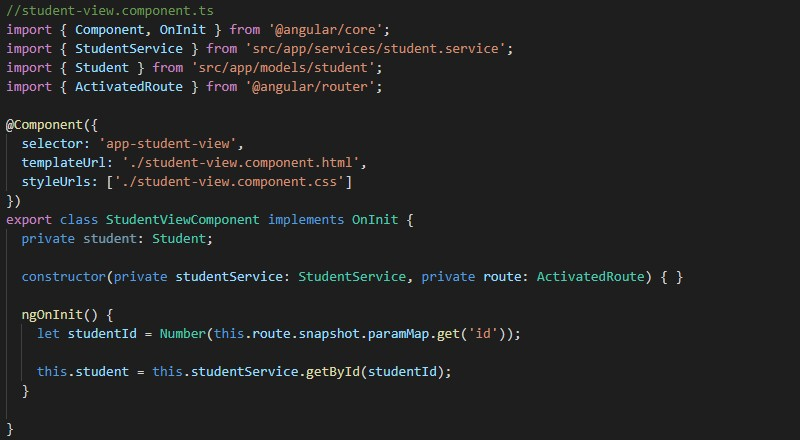 //student-view.component.ts
import { Component, OnInit } from '@angular/core';
import { StudentService } from 'src/app/services/student.service';
import { Student } from 'src/app/models/student';
import { ActivatedRoute } from '@angular/router';

@Component({
  selector: 'app-student-view',
  templateUrl: './student-view.component.html',
  styleUrls: ['./student-view.component.css']
})
export class StudentViewComponent implements OnInit {
  private student: Student;

  constructor(private studentService: StudentService, private route: ActivatedRoute) { }

  ngOnInit() {
    let studentId = Number(this.route.snapshot.paramMap.get('id'));

    this.student = this.studentService.getById(studentId);
  }

}